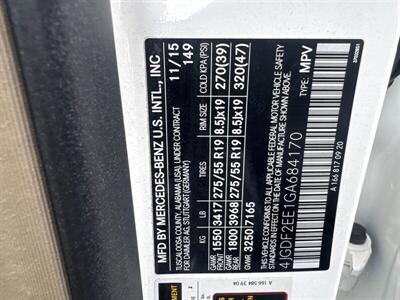 MFD BY MERCEDES-BENZ U.S. INTL., INC
TUSCALOOSA COUNTY, ALABAMA (USA), UNDER CONTRACT
FOR DAIMLER AG, STUTTGART (GERMANY)
11/15
149
KG LB TIRES RIM SIZE COLD KPA (PSI)
GAWR FRONT 1550 3417 275/55 R19 8.5Jx19 270(39)
GAWR REAR 1800 3968 275/55 R19 8.5Jx19 320(47)
GVWR 3250 7165
THIS VEHICLE CONFORMS TO ALL APPLICABLE FEDERAL MOTOR VEHICLE SAFETY
STANDARDS IN EFFECT ON THE DATE OF MANUFACTURE SHOWN ABOVE.
4JGDF2EE1GA684170 TYPE: MPV
A 166 817 09 20
A 166 584 39 04